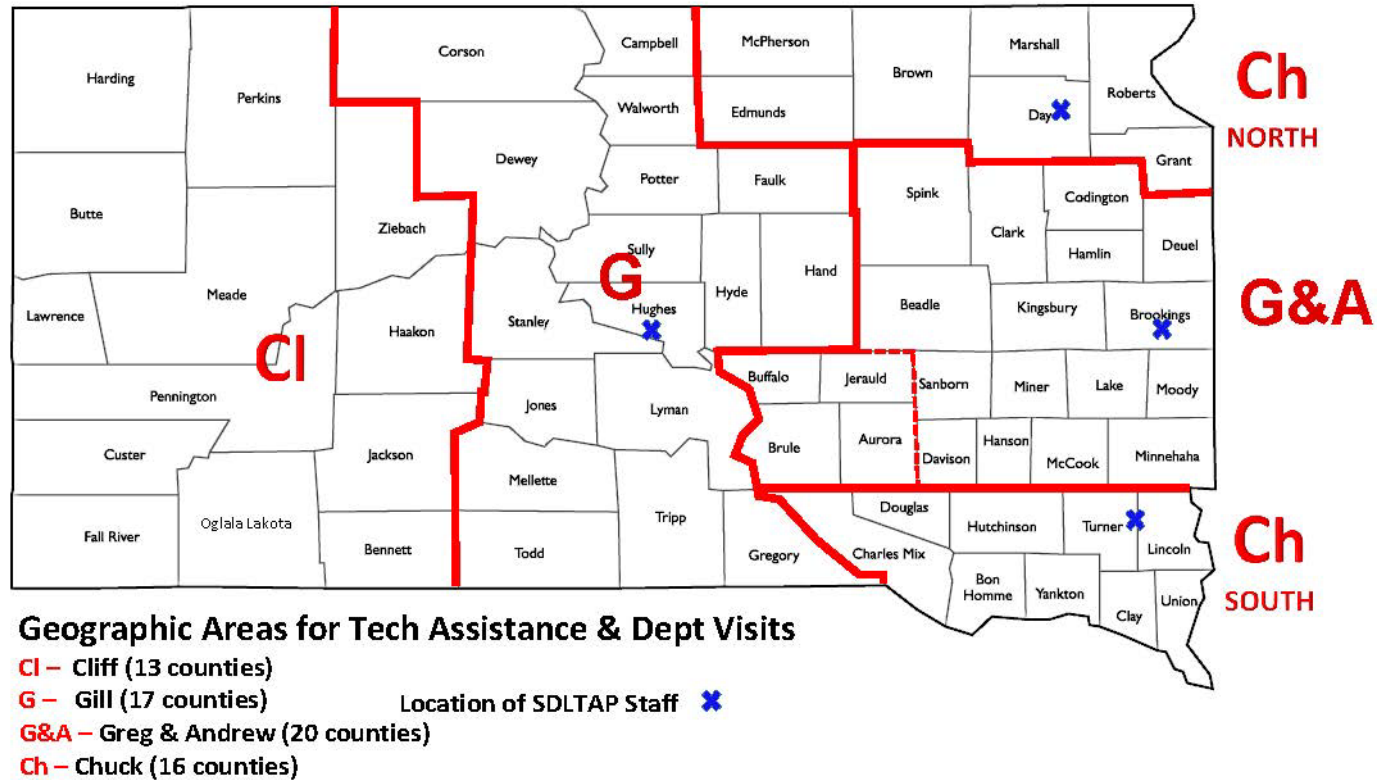 Corson
Campbell
McPherson
Marshall
Harding
Brown
Ch
Perkins
Roberts
Walworth
Edmunds
Day
NORTH
Dewey
Grant
Potter
Faulk
Spink
Codington
Butte
Ziebach
Clark
Sully
Hamlin
Deuel
G
Hand
Meade
Hyde
G&A
Lawrence
Haakon
Stanley
Hughes
Beadle
Kingsbury
Brookings
Cl
Buffalo
Jerauld
Sanborn
Miner
Lake
Moody
Pennington
Jones
Lyman
Custer
Jackson
Brule
Aurora
Davison
Hanson
McCook
Minnehaha
Mellette
Oglala Lakota
Tripp
Douglas
Hutchinson
Turner
Fall River
Bennett
Todd
Gregory
Charles Mix
Lincoln
Ch
Bon
Homme
Yankton
Clay
Union
SOUTH
Geographic Areas for Tech Assistance & Dept Visits
Cl – Cliff (13 counties)
G – Gill (17 counties) Location of SDLTAP Staff
G&A – Greg & Andrew (20 counties)
Ch – Chuck (16 counties)